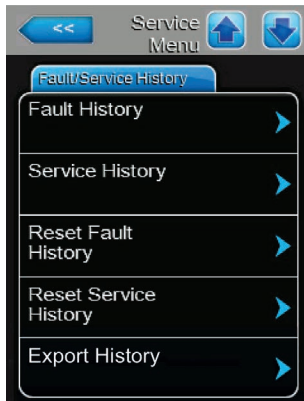 <<
Service
Menu
Fault/Service History
Fault History
Service History
Reset Fault
History
Reset Service
History
Export History